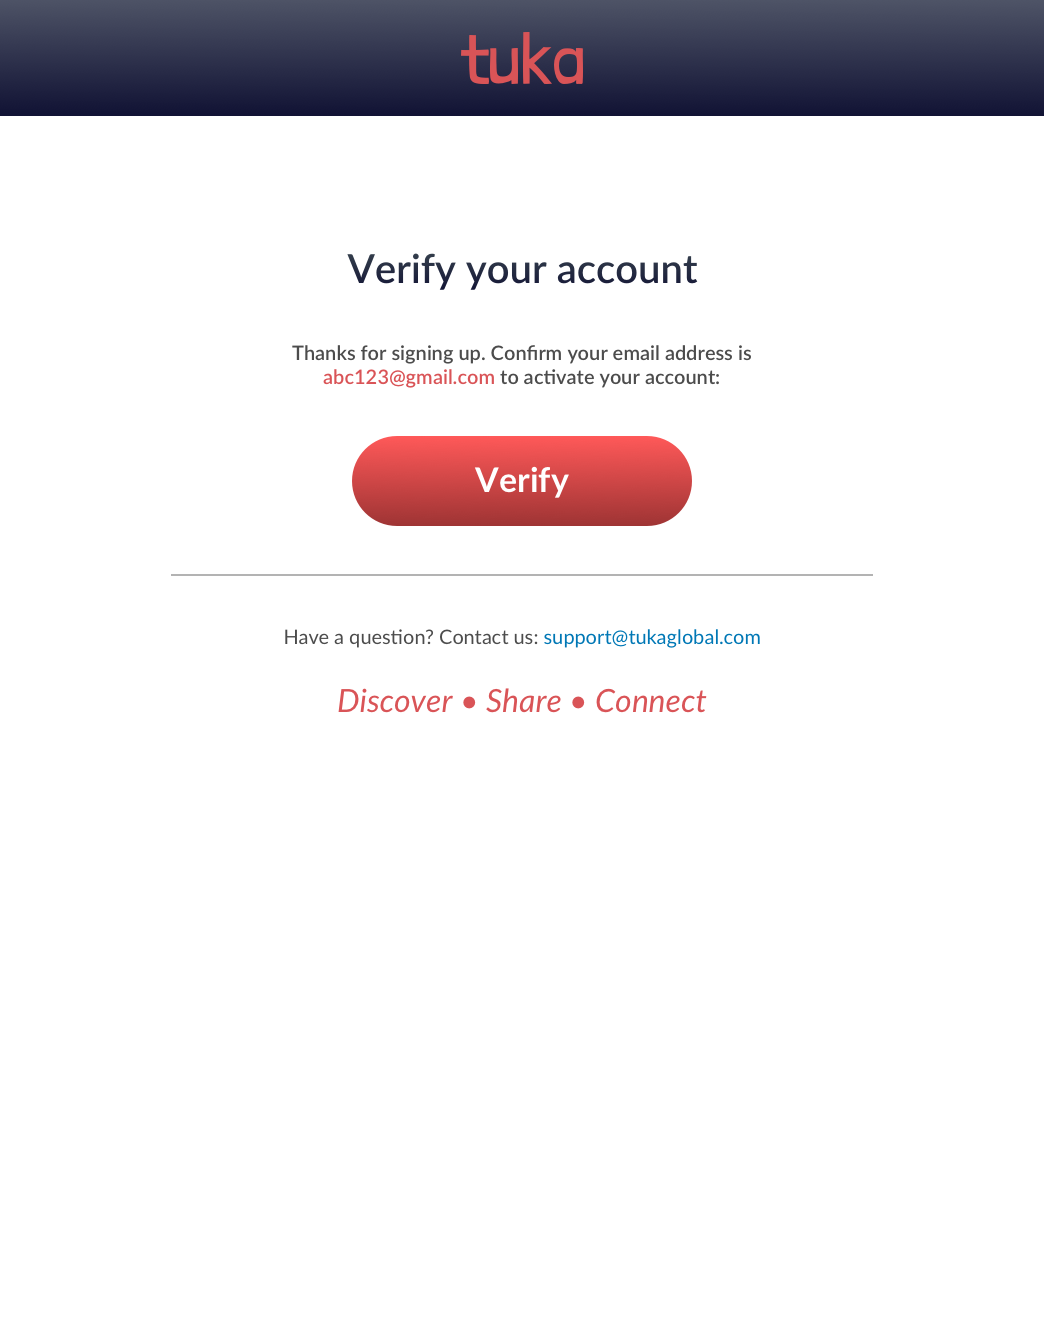 tuka
Verify your account
Thanks for signing up. Confirm your email address is
abc123@gmail.com to activate your account:
Verify
Have a question? Contact us: support@tukaglobal.com
Discover • Share • Connect